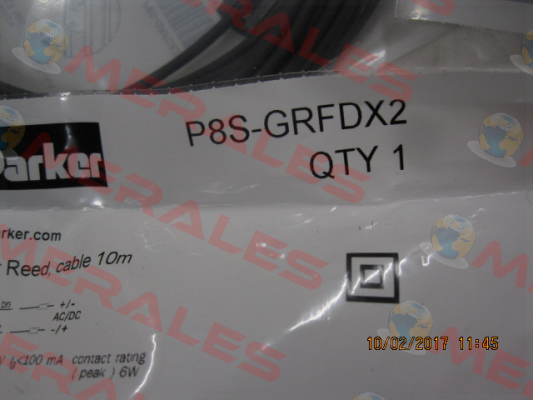 P8S-GRFDX2
QTY 1
Parker
arker.com
Reed, cable 10m
+/-
AC/DC
-/+
<100 mA contact rating
( peak ) 6W
10/02/2017 11:45
MERALES